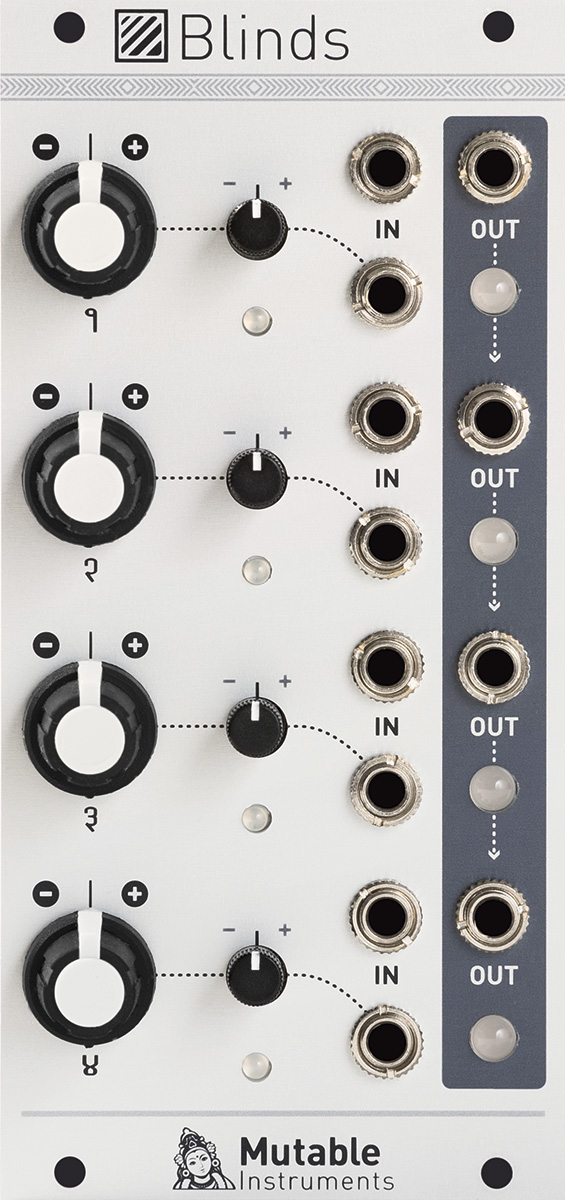 Blinds
- +
- +
IN OUT
१
- +
- +
IN OUT
२
- +
- +
IN OUT
३
- +
- +
IN OUT
४
Mutable
Instruments